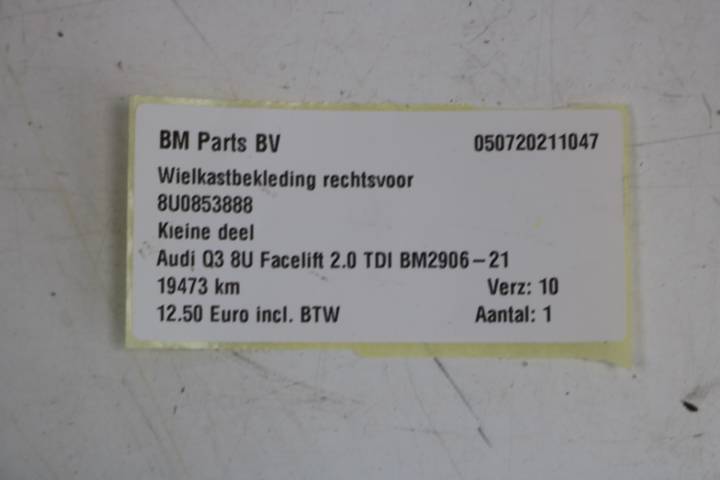 BM Parts BV 050720211047
Wielkastbekleding rechtsvoor
8U0853888
Kleine deel
Audi Q3 8U Facelift 2.0 TDI BM2906-21
19473 km Verz: 10
12.50 Euro incl. BTW Aantal: 1